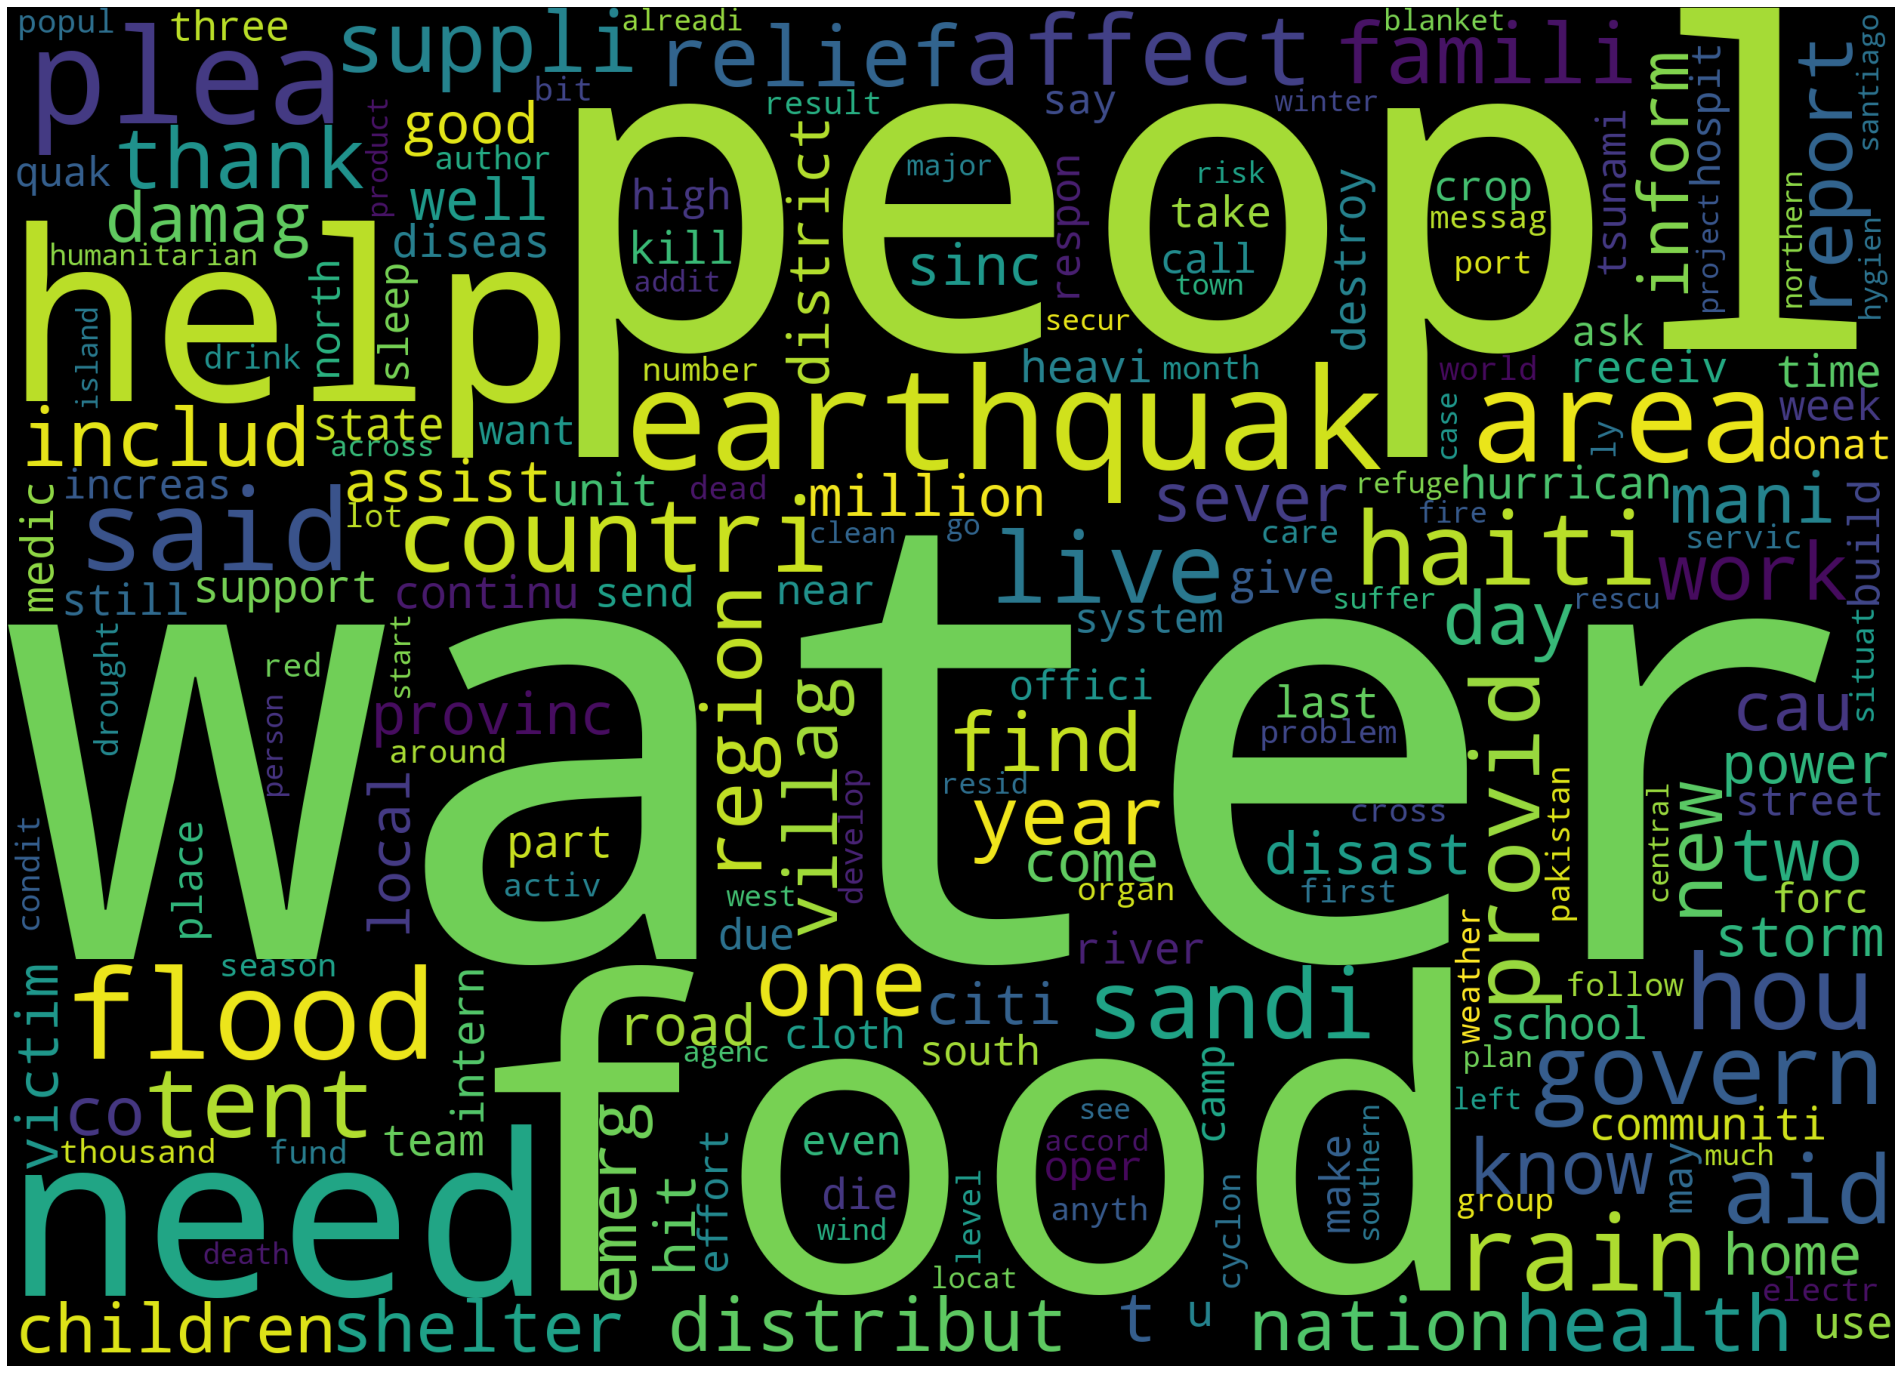 popul
three
suppli
alreadi
relief
affect
famili
blanket
report
santiago
plea
bit
result
say
winter
thank
good
peopl
product
author
quak
well
high
major
risk
crop
tsunami
inform
project
hospit
northern
hygien
damag
diseas
kill
district
sinc
respon
take
messag
call
port
town
destroy
humanitarian
help
addit
north
sleep
island
drink
number
secur
heavi
month
world
ask
receiv
time
week
includ
state
across
want
earthquak
area
case
ly
donat
increas
assist
unit
dead
million
sever
refuge
hurrican
mani
build
medic
said
lot
countri
clean
go
live
care
haiti
fire
servic
work
still
support
continu
send
near
give
suffer
rescu
system
day
situat
water
drought
red
start
person
provinc
region
villag
offici
last
problem
provid
cau
around
find
power
local
develop
resid
year
cross
pakistan
central
new
street
condit
place
part
activ
west
come
organ
disast
first
two
forc
due
river
weather
storm
victim
flood
season
intern
one
citi
sandi
follow
hou
road
cloth
agenc
south
school
camp
plan
govern
co
tent
food
left
communiti
thousand
fund
team
emerg
hit
effort
even
see
accord
oper
die
anyth
wind
level
cyclon
make
southern
know
may
much
aid
group
need
death
locat
rain
home
electr
children
shelter
distribut
t
u
nation
health
use